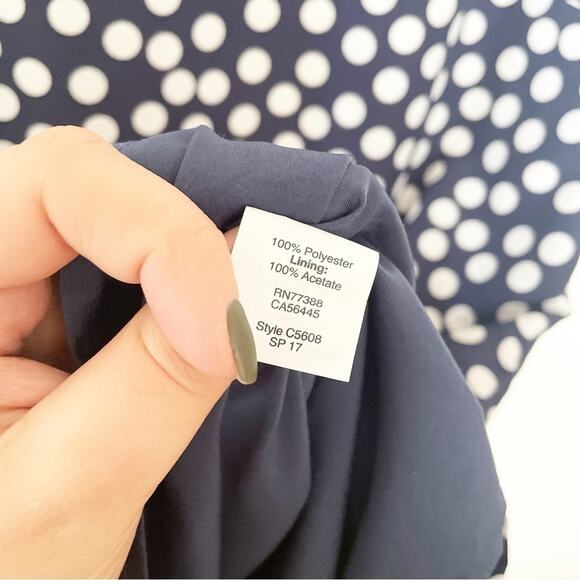 100% Polyester
Lining:
100% Acetate
RN77388
CA56445
Style C5608
SP 17